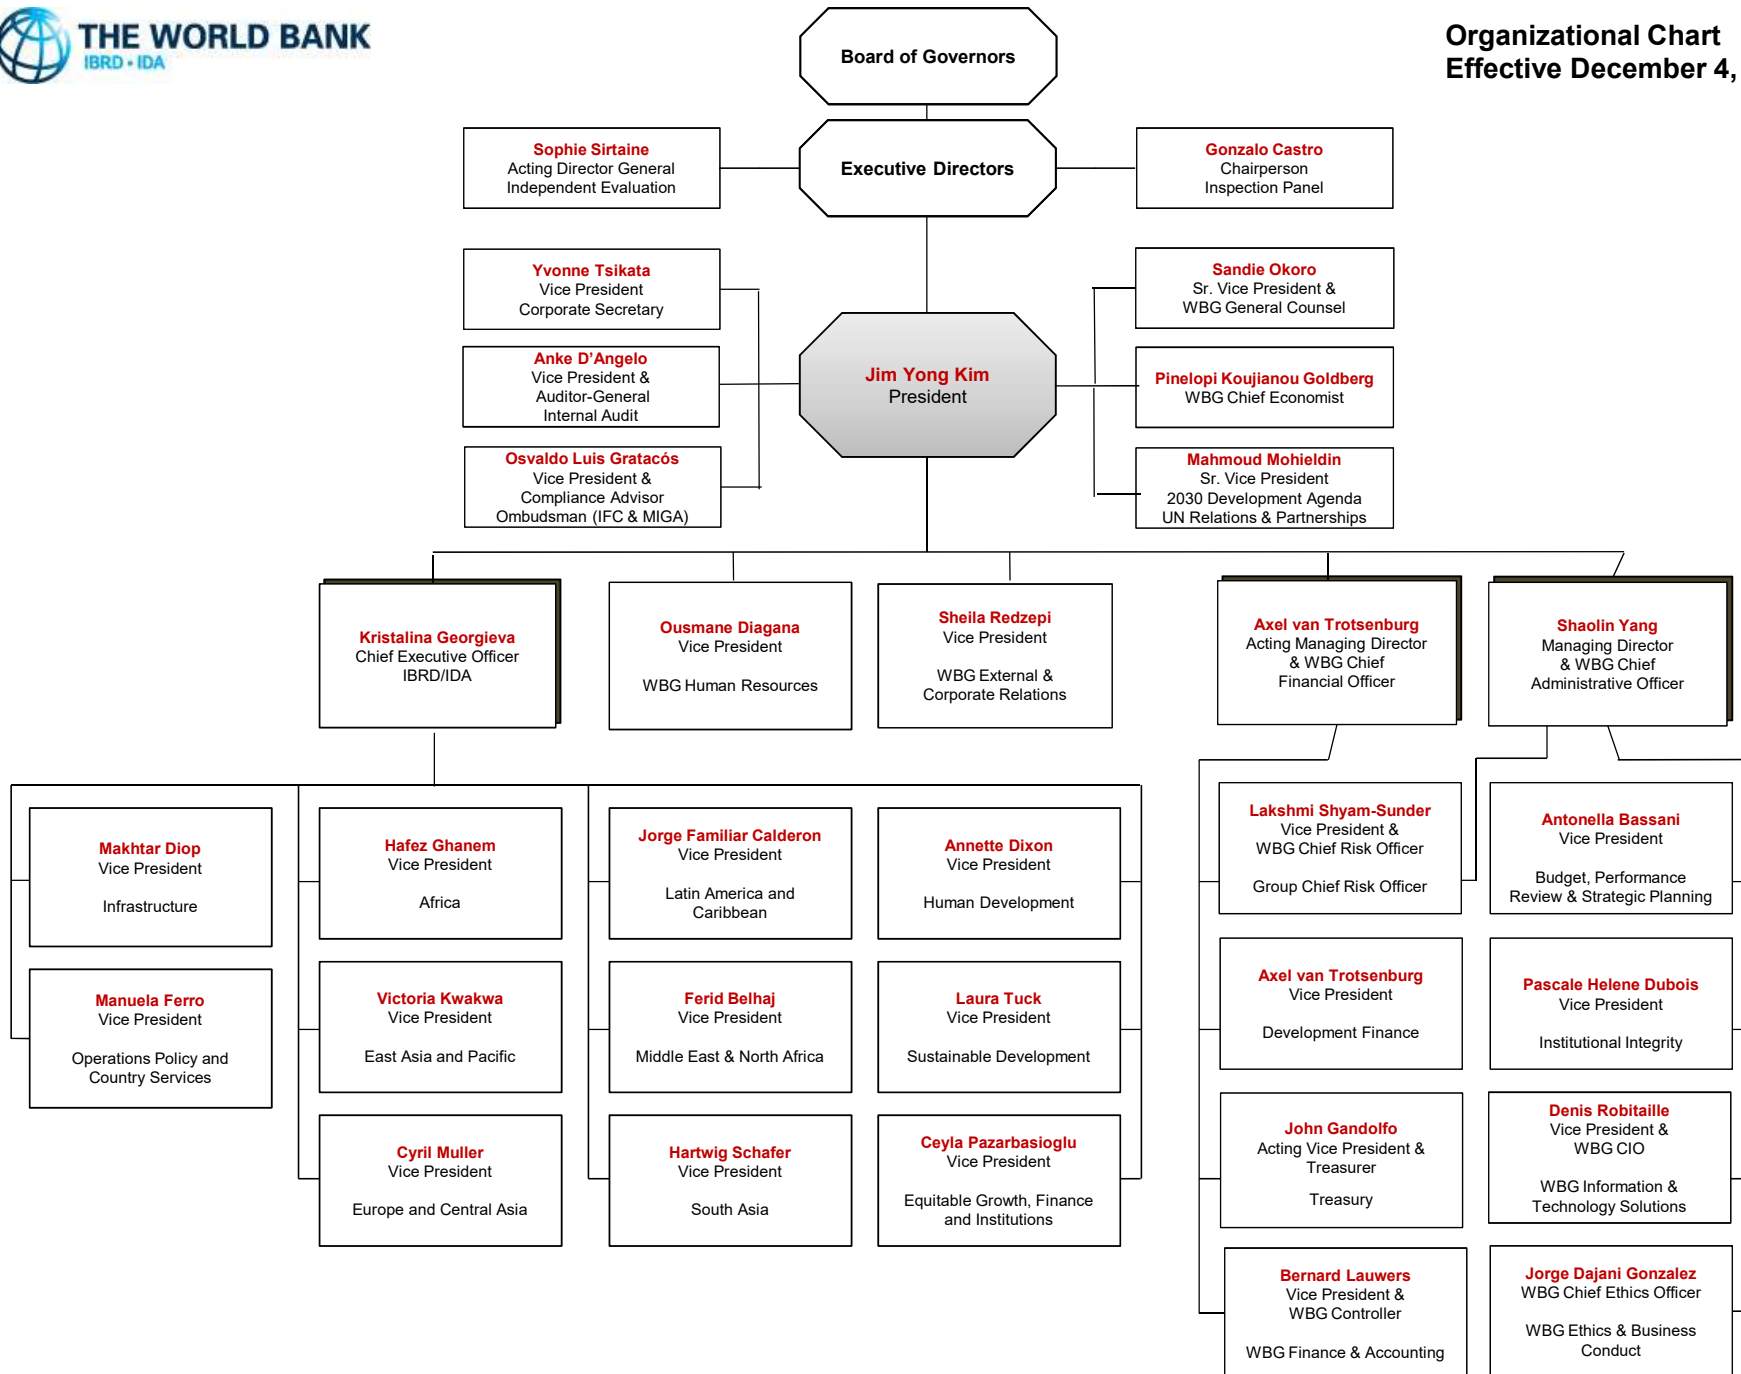 THE WORLD BANK
IBRD • IDA
Organizational Chart
Effective December 4,
Board of Governors
Executive Directors
Sophie Sirtaine
Acting Director General
Independent Evaluation
Gonzalo Castro
Chairperson
Inspection Panel
Yvonne Tsikata
Vice President
Corporate Secretary
Sandie Okoro
Sr. Vice President &
WBG General Counsel
Anke D’Angelo
Vice President &
Auditor-General
Internal Audit
Jim Yong Kim
President
Pinelopi Koujianou Goldberg
WBG Chief Economist
Osvaldo Luis Gratacós
Vice President &
Compliance Advisor
Ombudsman (IFC & MIGA)
Mahmoud Mohieldin
Sr. Vice President
2030 Development Agenda
UN Relations & Partnerships
Kristalina Georgieva
Chief Executive Officer
IBRD/IDA
Ousmane Diagana
Vice President
WBG Human Resources
Sheila Redzepi
Vice President
WBG External &
Corporate Relations
Axel van Trotsenburg
Acting Managing Director
& WBG Chief
Financial Officer
Shaolin Yang
Managing Director
& WBG Chief
Administrative Officer
Makhtar Diop
Vice President
Infrastructure
Hafez Ghanem
Vice President
Africa
Jorge Familiar Calderon
Vice President
Latin America and
Caribbean
Annette Dixon
Vice President
Human Development
Lakshmi Shyam-Sunder
Vice President &
WBG Chief Risk Officer
Group Chief Risk Officer
Antonella Bassani
Vice President
Budget, Performance
Review & Strategic Planning
Manuela Ferro
Vice President
Operations Policy and
Country Services
Victoria Kwakwa
Vice President
East Asia and Pacific
Ferid Belhaj
Vice President
Middle East & North Africa
Laura Tuck
Vice President
Sustainable Development
Axel van Trotsenburg
Vice President
Development Finance
Pascale Helene Dubois
Vice President
Institutional Integrity
Cyril Muller
Vice President
Europe and Central Asia
Hartwig Schafer
Vice President
South Asia
Ceyla Pazarbasioglu
Vice President
Equitable Growth, Finance
and Institutions
John Gandolfo
Acting Vice President &
Treasurer
Treasury
Denis Robitaille
Vice President &
WBG CIO
WBG Information &
Technology Solutions
Bernard Lauwers
Vice President &
WBG Controller
WBG Finance & Accounting
Jorge Dajani Gonzalez
WBG Chief Ethics Officer
WBG Ethics & Business
Conduct